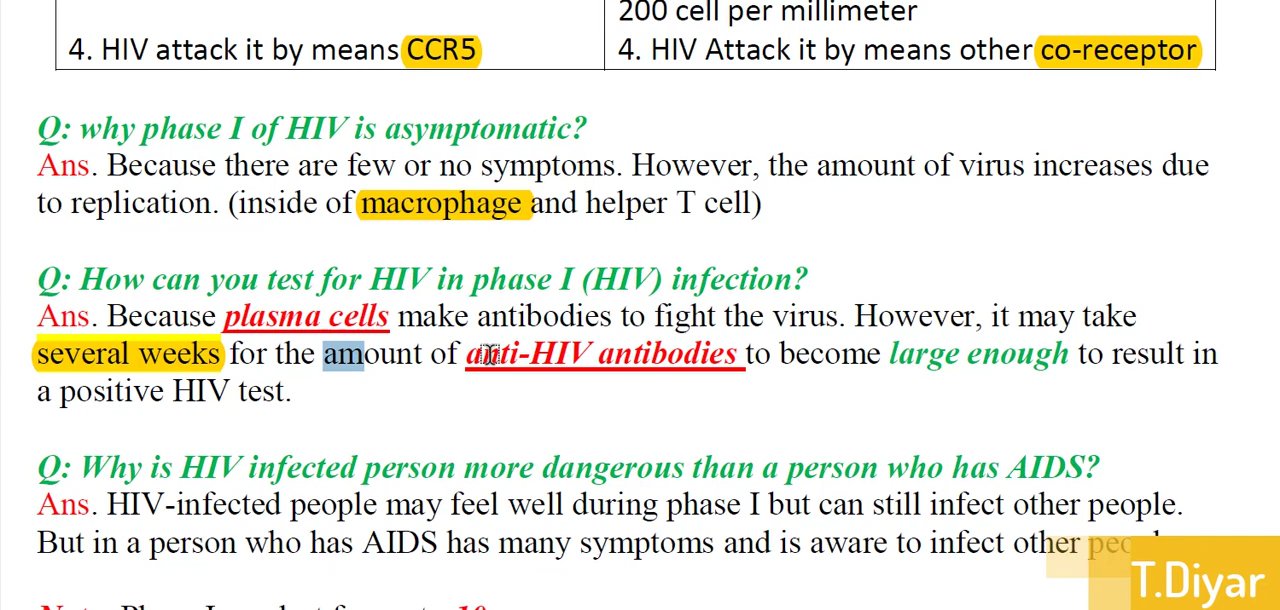 200 cell per millimeter
4. HIV attack it by means CCR5
4. HIV Attack it by means other co-receptor
Q: why phase I of HIV is asymptomatic?
Ans. Because there are few or no symptoms. However, the amount of virus increases due
to replication. (inside of macrophage and helper T cell)
Q: How can you test for HIV in phase I (HIV) infection?
Ans. Because plasma cells make antibodies to fight the virus. However, it may take
several weeks for the amount of anti-HIV antibodies to become large enough to result in
a positive HIV test.
Q: Why is HIV infected person more dangerous than a person who has AIDS?
Ans. HIV-infected people may feel well during phase I but can still infect other people.
But in a person who has AIDS has many symptoms and is aware to infect other
T.Diyar